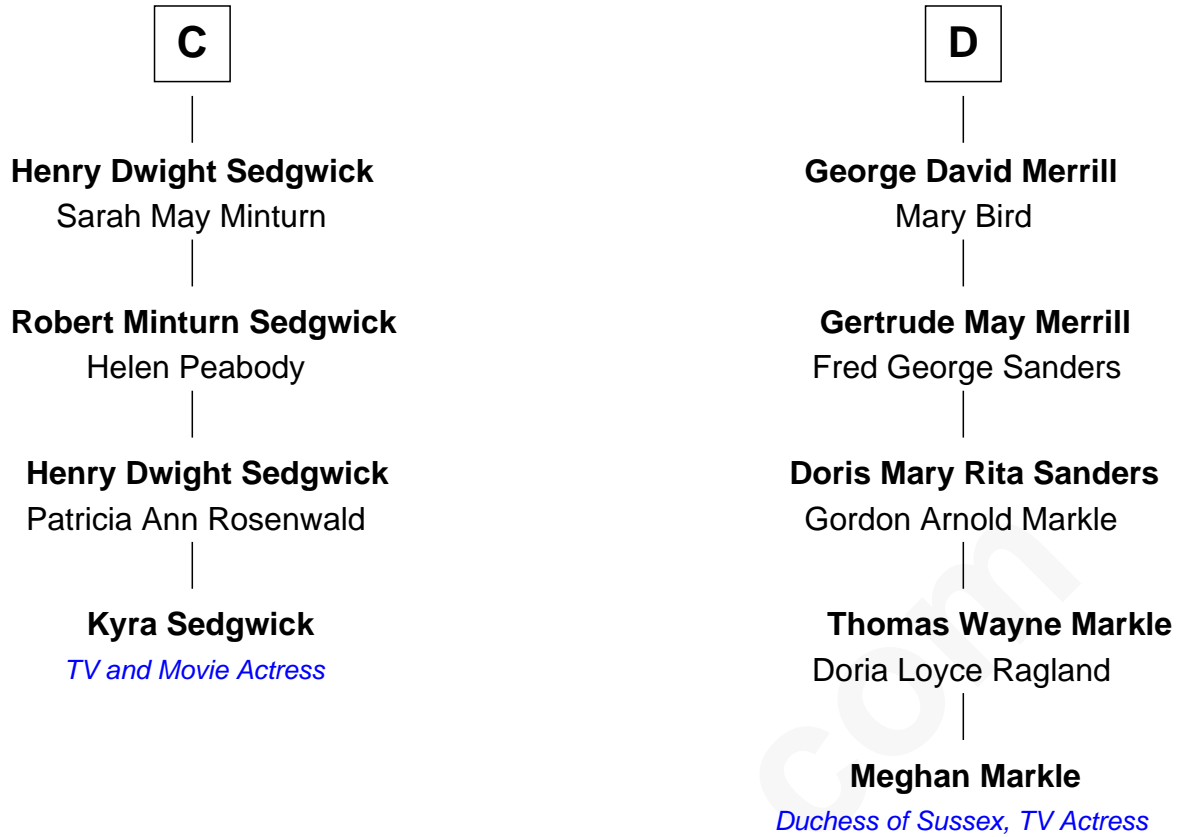 C
Henry Dwight Sedgwick
Sarah May Minturn
Robert Minturn Sedgwick
Helen Peabody
Henry Dwight Sedgwick
Patricia Ann Rosenwald
Kyra Sedgwick
TV and Movie Actress
D
George David Merrill
Mary Bird
Gertrude May Merrill
Fred George Sanders
Doris Mary Rita Sanders
Gordon Arnold Markle
Thomas Wayne Markle
Doria Loyce Ragland
Meghan Markle
Duchess of Sussex, TV Actress
com